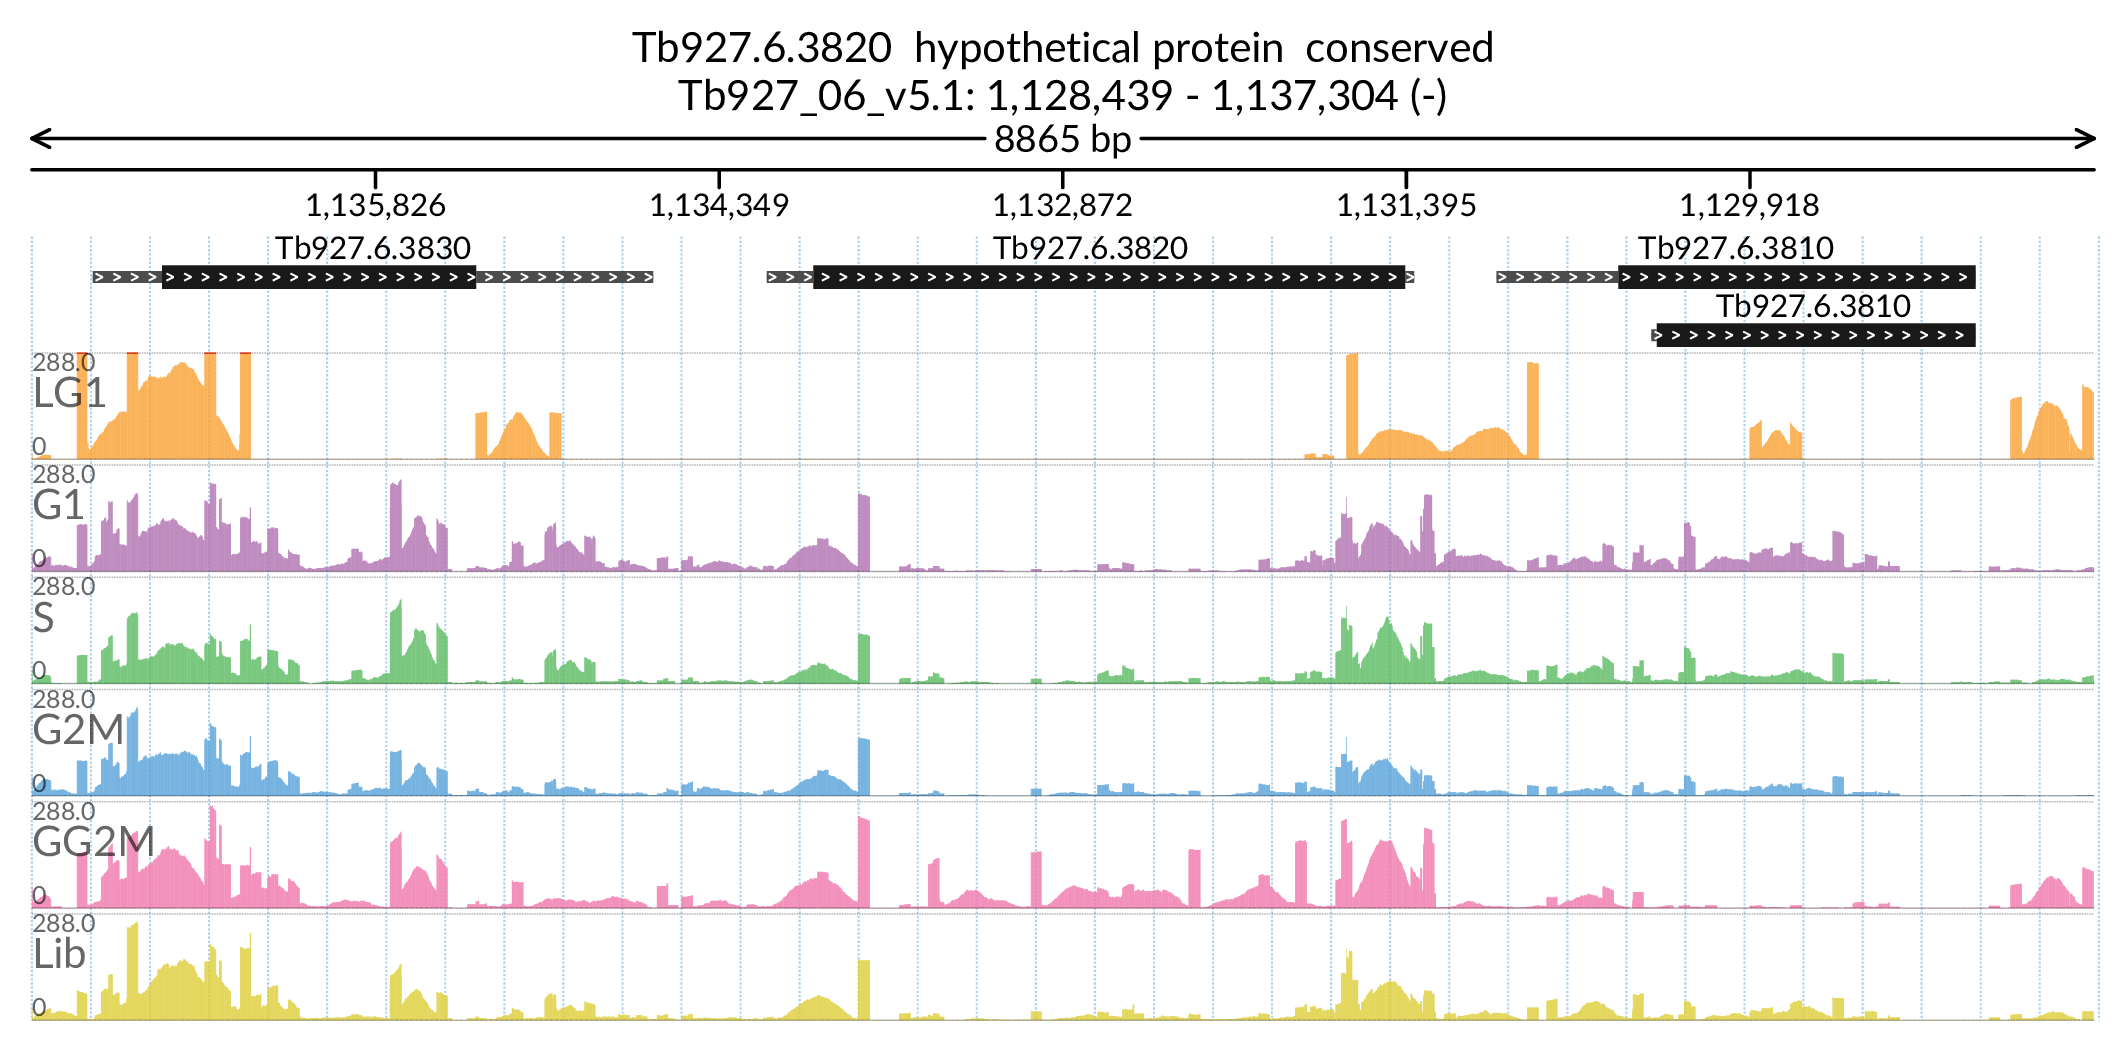 Tb927.6.3820 hypothetical protein conserved
Tb927_06_v5.1: 1,128,439 - 1,137,304 (-)
8865 bp
1,135,826 1,134,349 1,132,872 1,131,395 1,129,918
Tb927.6.3830 Tb927.6.3820 Tb927.6.3810
Tb927.6.3810
288.0
LG1
0
288.0
G1
0
288.0
S
0
288.0
G2M
0
288.0
GG2M
0
288.0
Lib
0